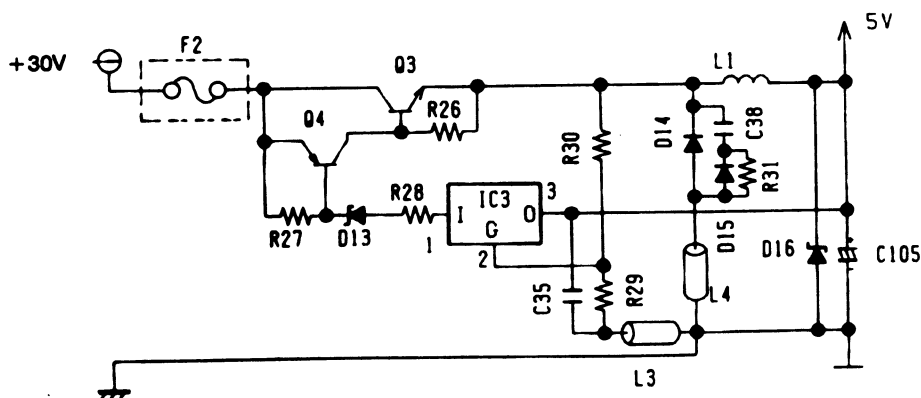 5V
F2
+30V
L1
Q3
Q4
R26
R30
D14
C38
R31
R28
IC3
3
I
O
G
R27
D13
1
2
D15
D16
C105
C35
R29
L4
L3